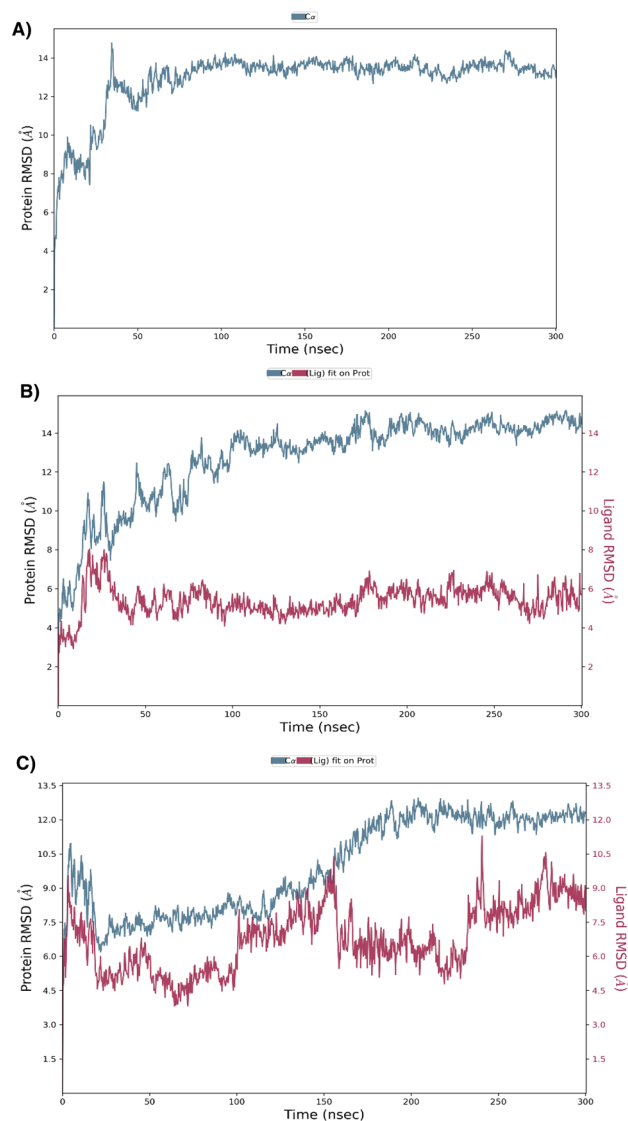 A)
Cα
Protein RMSD (Å)
14
12
10
8
6
4
2
0 50 100 150 200 250 300
Time (nsec)
B)
Cα (Lig) fit on Prot
Protein RMSD (Å)
14
12
10
8
6
4
2
Ligand RMSD (Å)
14
12
10
8
6
4
2
0 50 100 150 200 250 300
Time (nsec)
C)
Cα (Lig) fit on Prot
Protein RMSD (Å)
13.5
12.0
10.5
9.0
7.5
6.0
4.5
3.0
1.5
Ligand RMSD (Å)
13.5
12.0
10.5
9.0
7.5
6.0
4.5
3.0
1.5
0 50 100 150 200 250 300
Time (nsec)